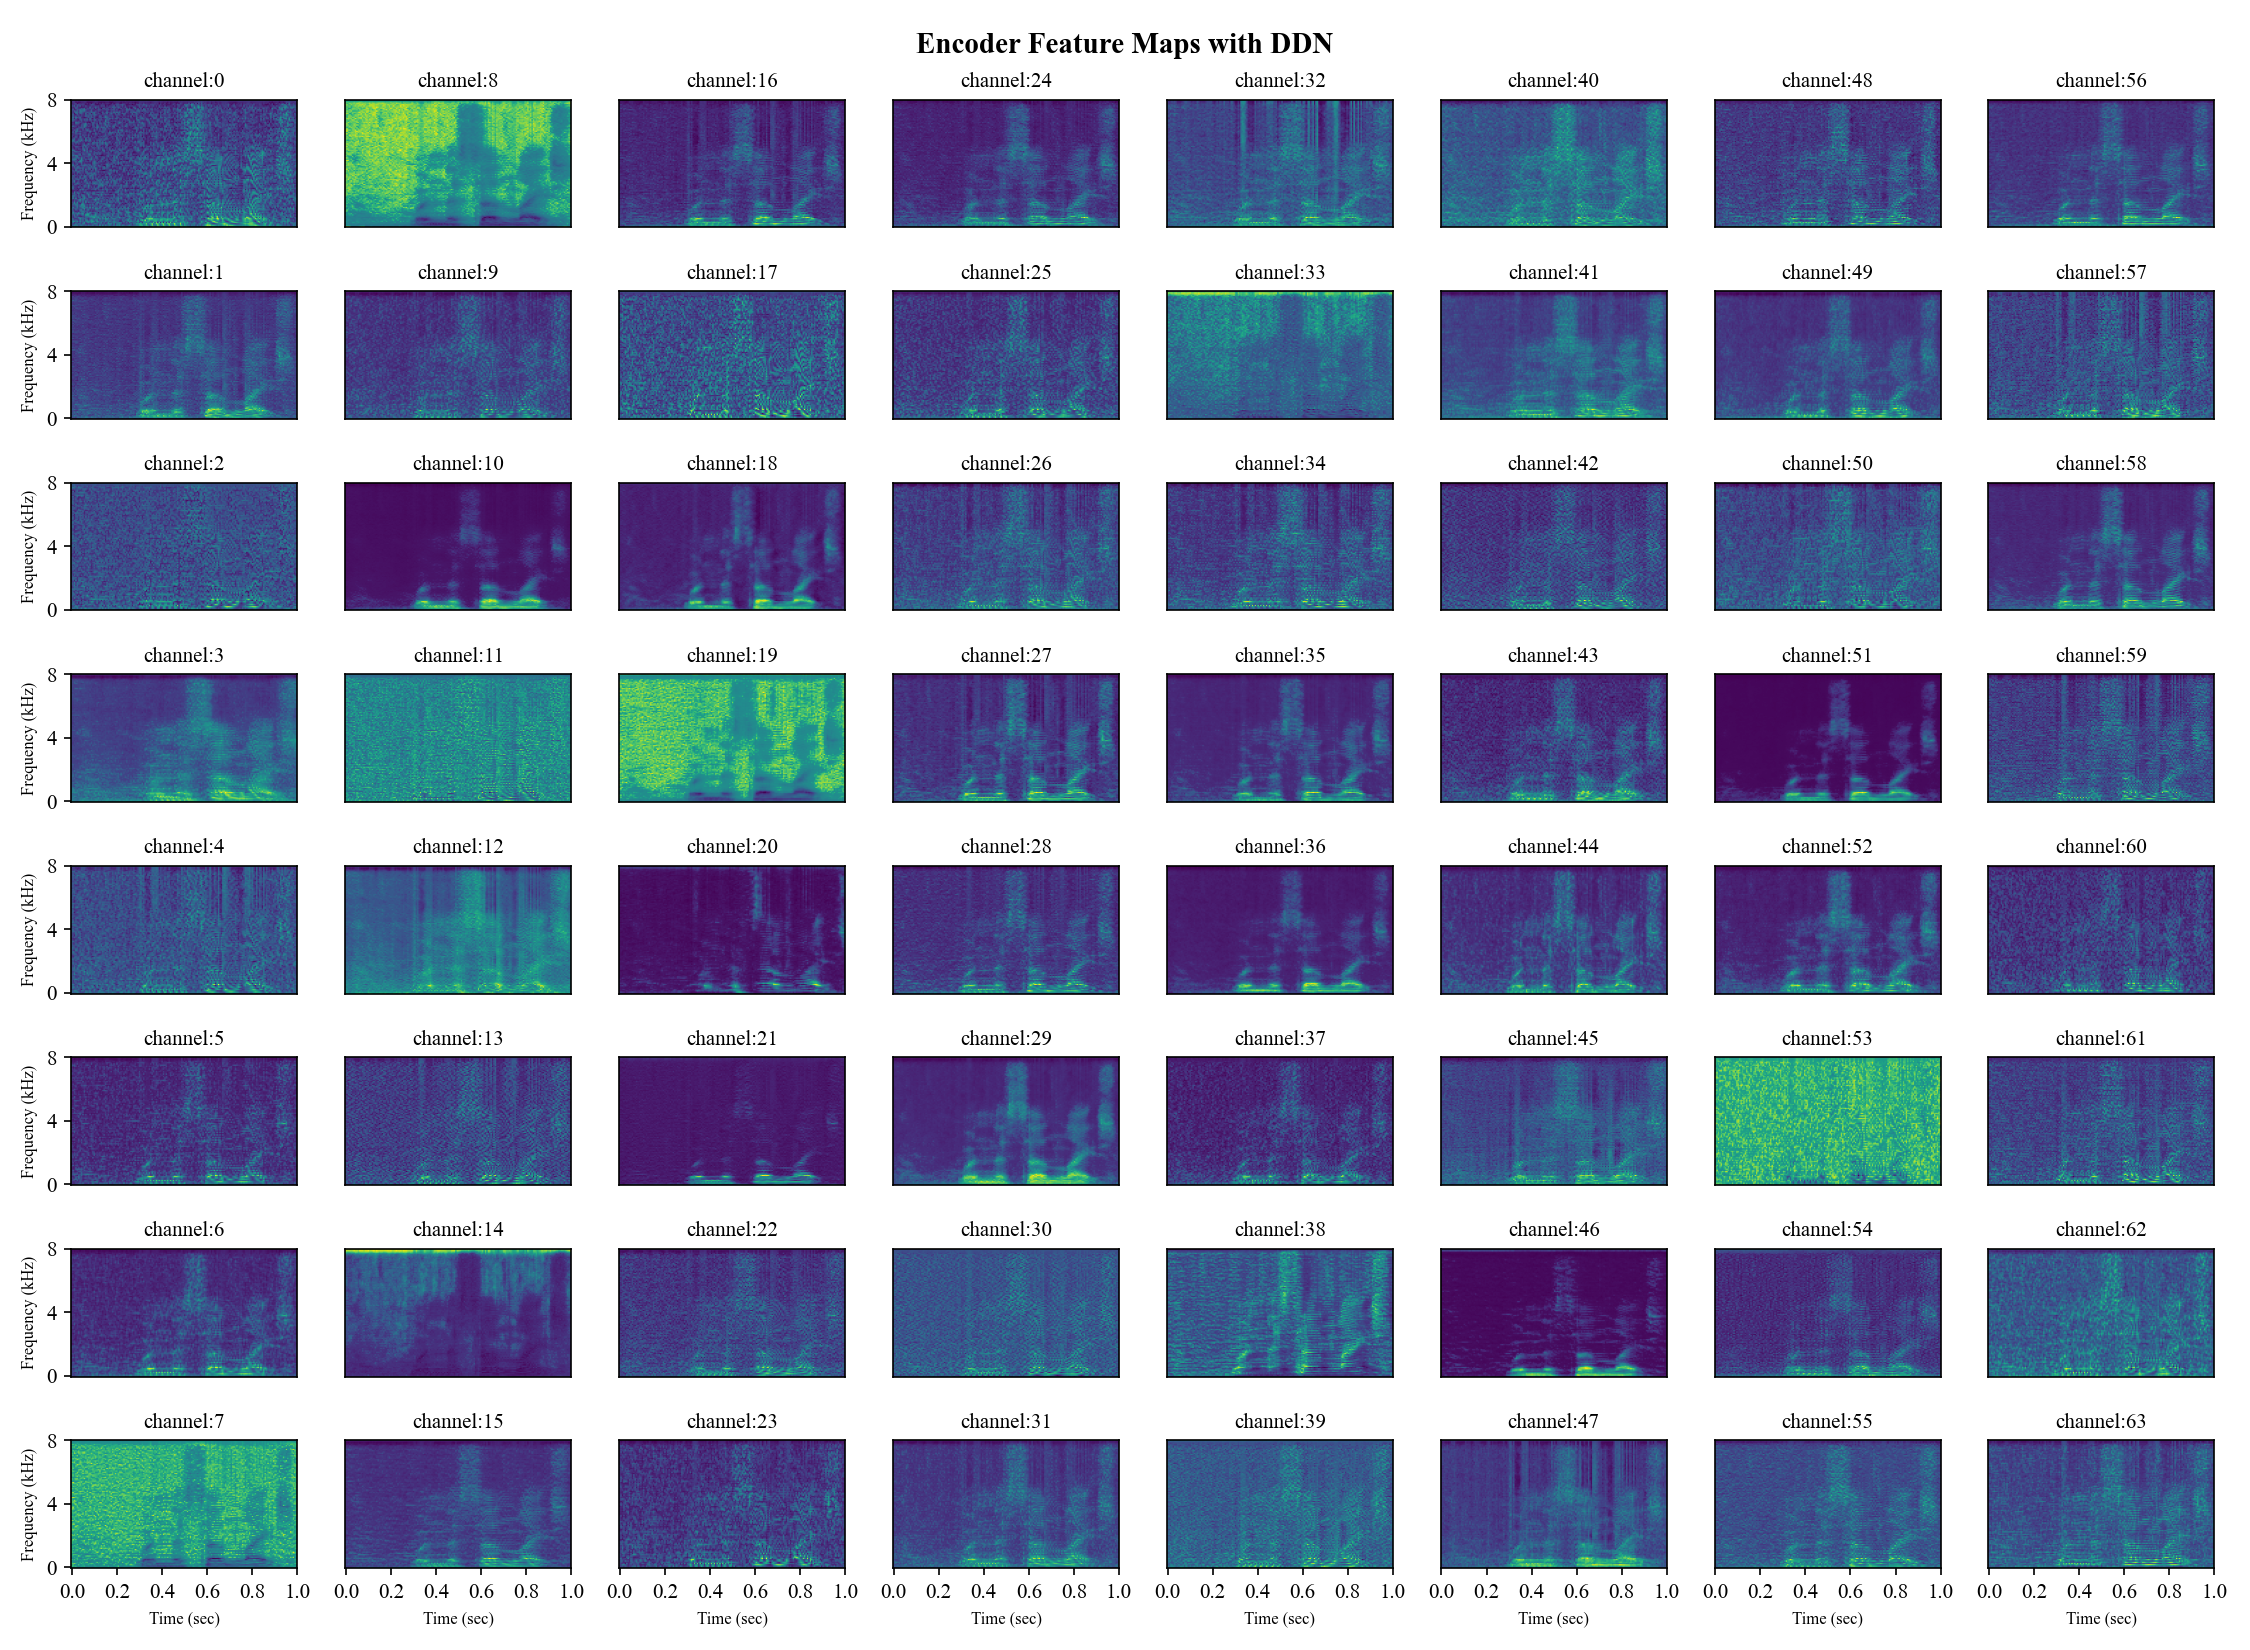 Encoder Feature Maps with DDN
channel:0 channel:8 channel:16 channel:24 channel:32 channel:40 channel:48 channel:56
8
Frequency (kHz)
4
0
channel:1 channel:9 channel:17 channel:25 channel:33 channel:41 channel:49 channel:57
8
Frequency (kHz)
4
0
channel:2 channel:10 channel:18 channel:26 channel:34 channel:42 channel:50 channel:58
8
Frequency (kHz)
4
0
channel:3 channel:11 channel:19 channel:27 channel:35 channel:43 channel:51 channel:59
8
Frequency (kHz)
4
0
channel:4 channel:12 channel:20 channel:28 channel:36 channel:44 channel:52 channel:60
8
Frequency (kHz)
4
0
channel:5 channel:13 channel:21 channel:29 channel:37 channel:45 channel:53 channel:61
8
Frequency (kHz)
4
0
channel:6 channel:14 channel:22 channel:30 channel:38 channel:46 channel:54 channel:62
8
Frequency (kHz)
4
0
channel:7 channel:15 channel:23 channel:31 channel:39 channel:47 channel:55 channel:63
8
Frequency (kHz)
4
0
0.0 0.2 0.4 0.6 0.8 1.0 0.0 0.2 0.4 0.6 0.8 1.0 0.0 0.2 0.4 0.6 0.8 1.0 0.0 0.2 0.4 0.6 0.8 1.0 0.0 0.2 0.4 0.6 0.8 1.0 0.0 0.2 0.4 0.6 0.8 1.0 0.0 0.2 0.4 0.6 0.8 1.0 0.0 0.2 0.4 0.6 0.8 1.0
Time (sec) Time (sec) Time (sec) Time (sec) Time (sec) Time (sec) Time (sec) Time (sec)